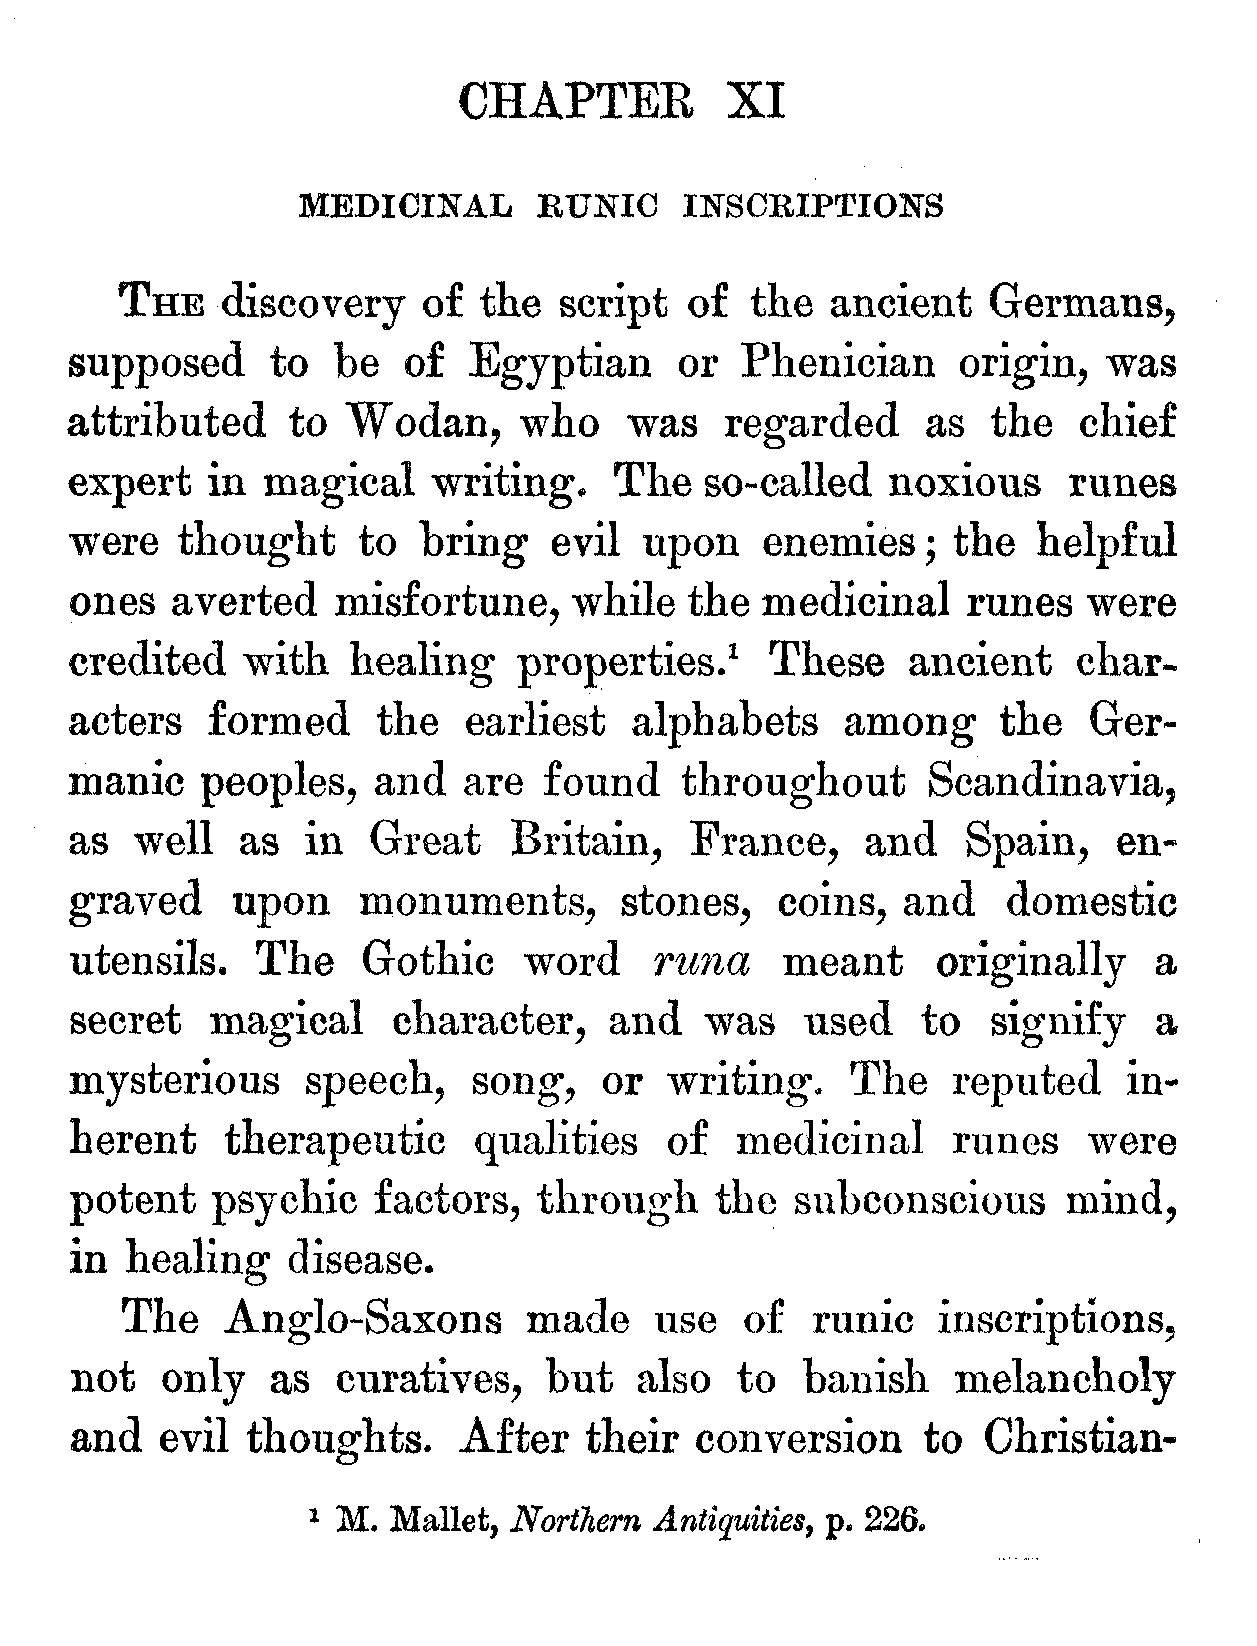 CHAPTER XI
MEDICINAL RUNIC INSCRIPTIONS
THE discovery of the script of the ancient Germans,
supposed to be of Egyptian or Phenician origin, was
attributed to Wodan, who was regarded as the chief
expert in magical writing. The so-called noxious runes
were thought to bring evil upon enemies; the helpful
ones averted misfortune, while the medicinal runes were
credited with healing properties.¹ These ancient char-
acters formed the earliest alphabets among the Ger-
manic peoples, and are found throughout Scandinavia,
as well as in Great Britain, France, and Spain, en-
graved upon monuments, stones, coins, and domestic
utensils. The Gothic word runa meant originally a
secret magical character, and was used to signify a
mysterious speech, song, or writing. The reputed in-
herent therapeutic qualities of medicinal runes were
potent psychic factors, through the subconscious mind,
in healing disease.
The Anglo-Saxons made use of runic inscriptions,
not only as curatives, but also to banish melancholy
and evil thoughts. After their conversion to Christian-
¹ M. Mallet, Northern Antiquities, p. 226.